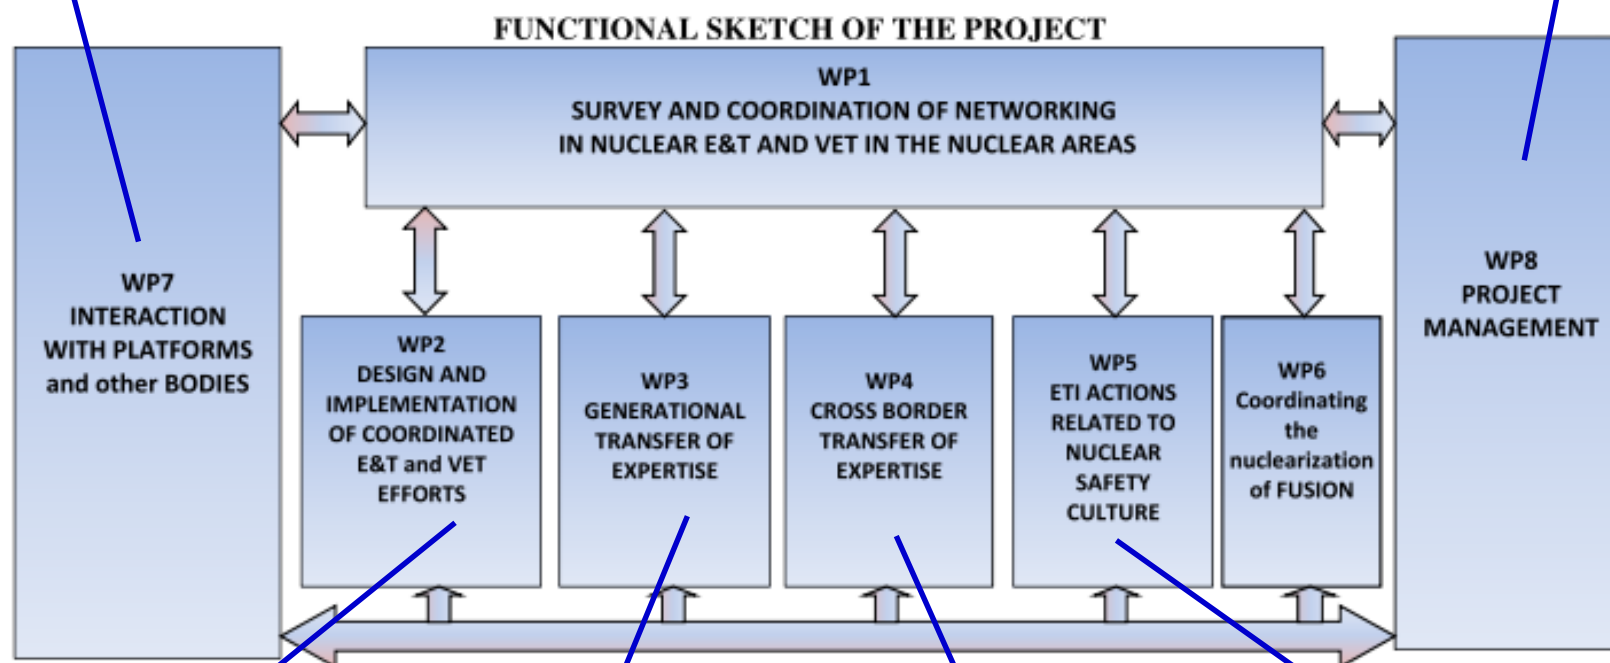 FUNCTIONAL SKETCH OF THE PROJECT
WP1
SURVEY AND COORDINATION OF NETWORKING
IN NUCLEAR E&T AND VET IN THE NUCLEAR AREAS
WP7
INTERACTION
WITH PLATFORMS
and other BODIES
WP2
DESIGN AND
IMPLEMENTATION
OF COORDINATED
E&T and VET
EFFORTS
WP3
GENERATIONAL
TRANSFER OF
EXPERTISE
WP4
CROSS BORDER
TRANSFER OF
EXPERTISE
WP5
ETI ACTIONS
RELATED TO
NUCLEAR
SAFETY
CULTURE
WP6
Coordinating
the
nuclearization
of FUSION
WP8
PROJECT
MANAGEMENT